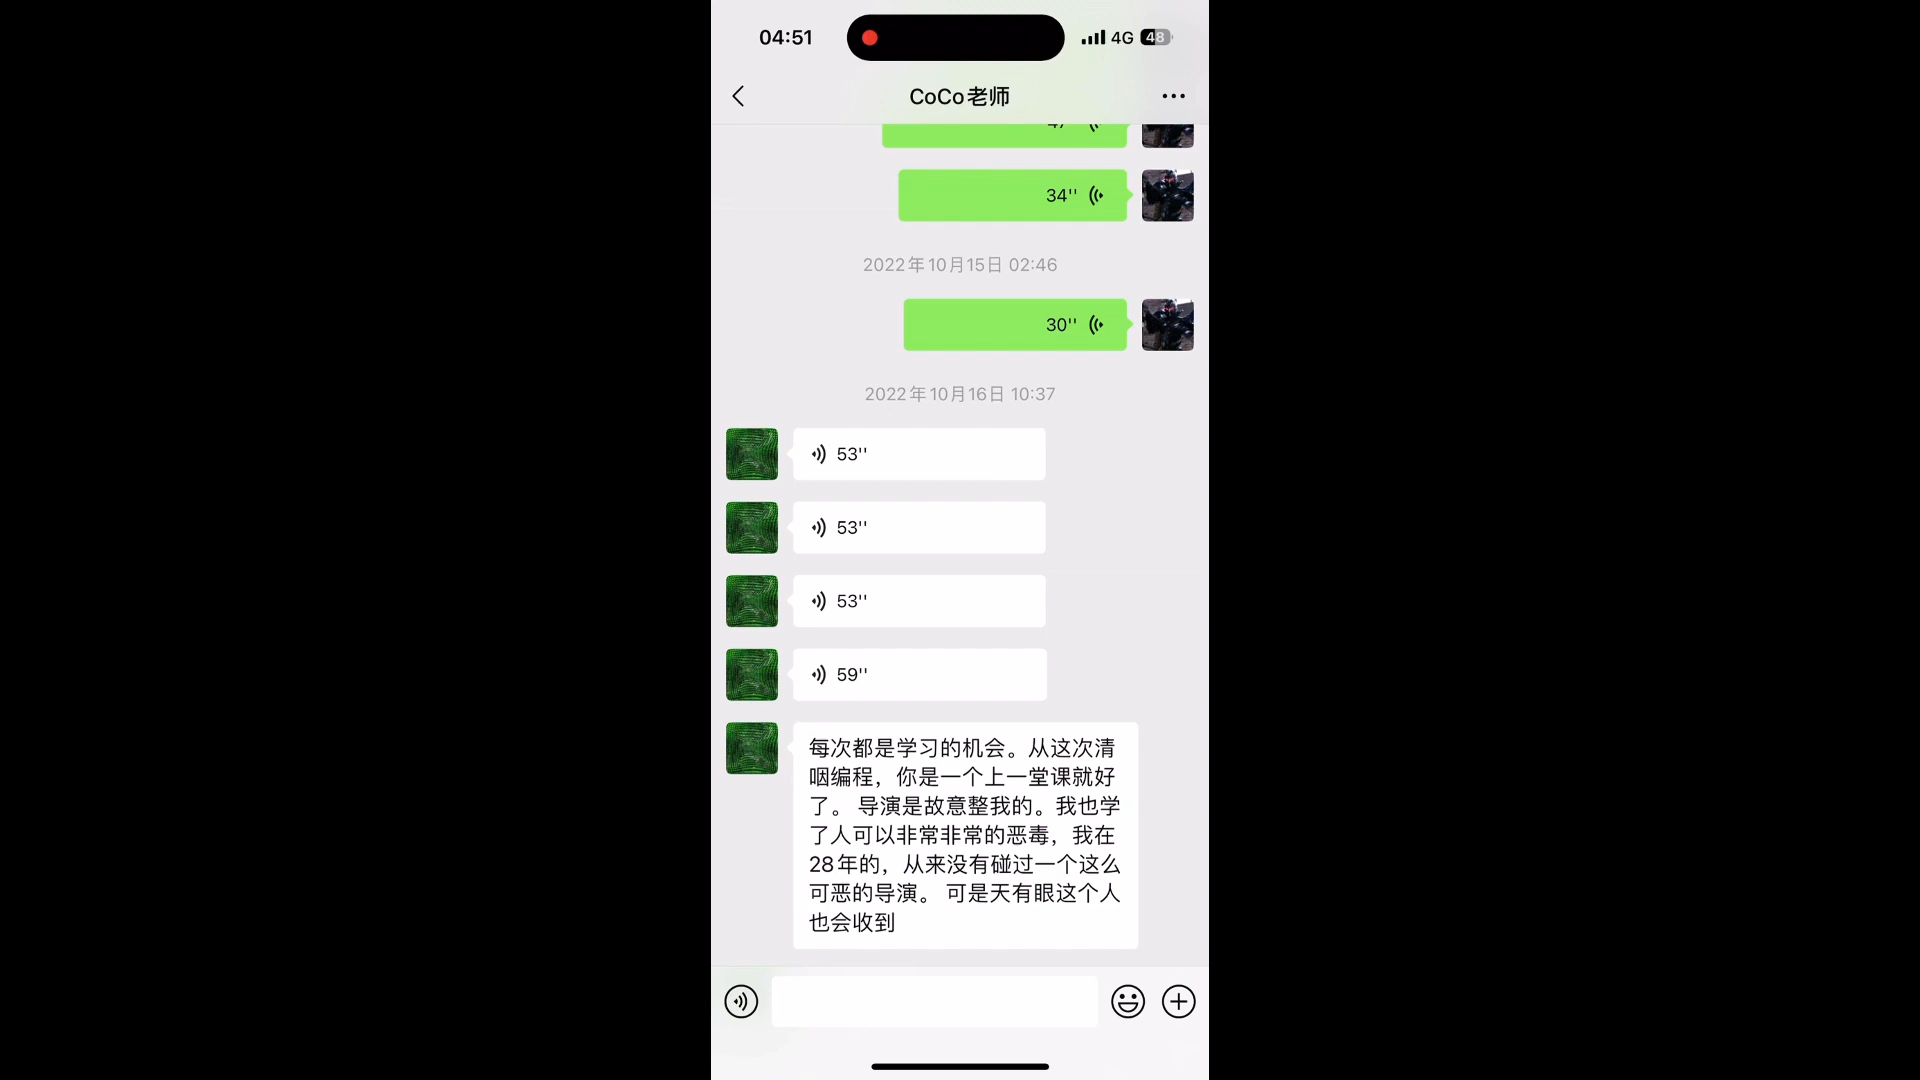 04:51
4G 48
CoCo老师
34''
2022年10月15日 02:46
30''
2022年10月16日 10:37
53''
53''
53''
59''
每次都是学习的机会。从这次清
咽编程，你是一个上一堂课就好
了。 导演是故意整我的。我也学
了人可以非常非常的恶毒，我在
28年的，从来没有碰过一个这么
可恶的导演。 可是天有眼这个人
也会收到